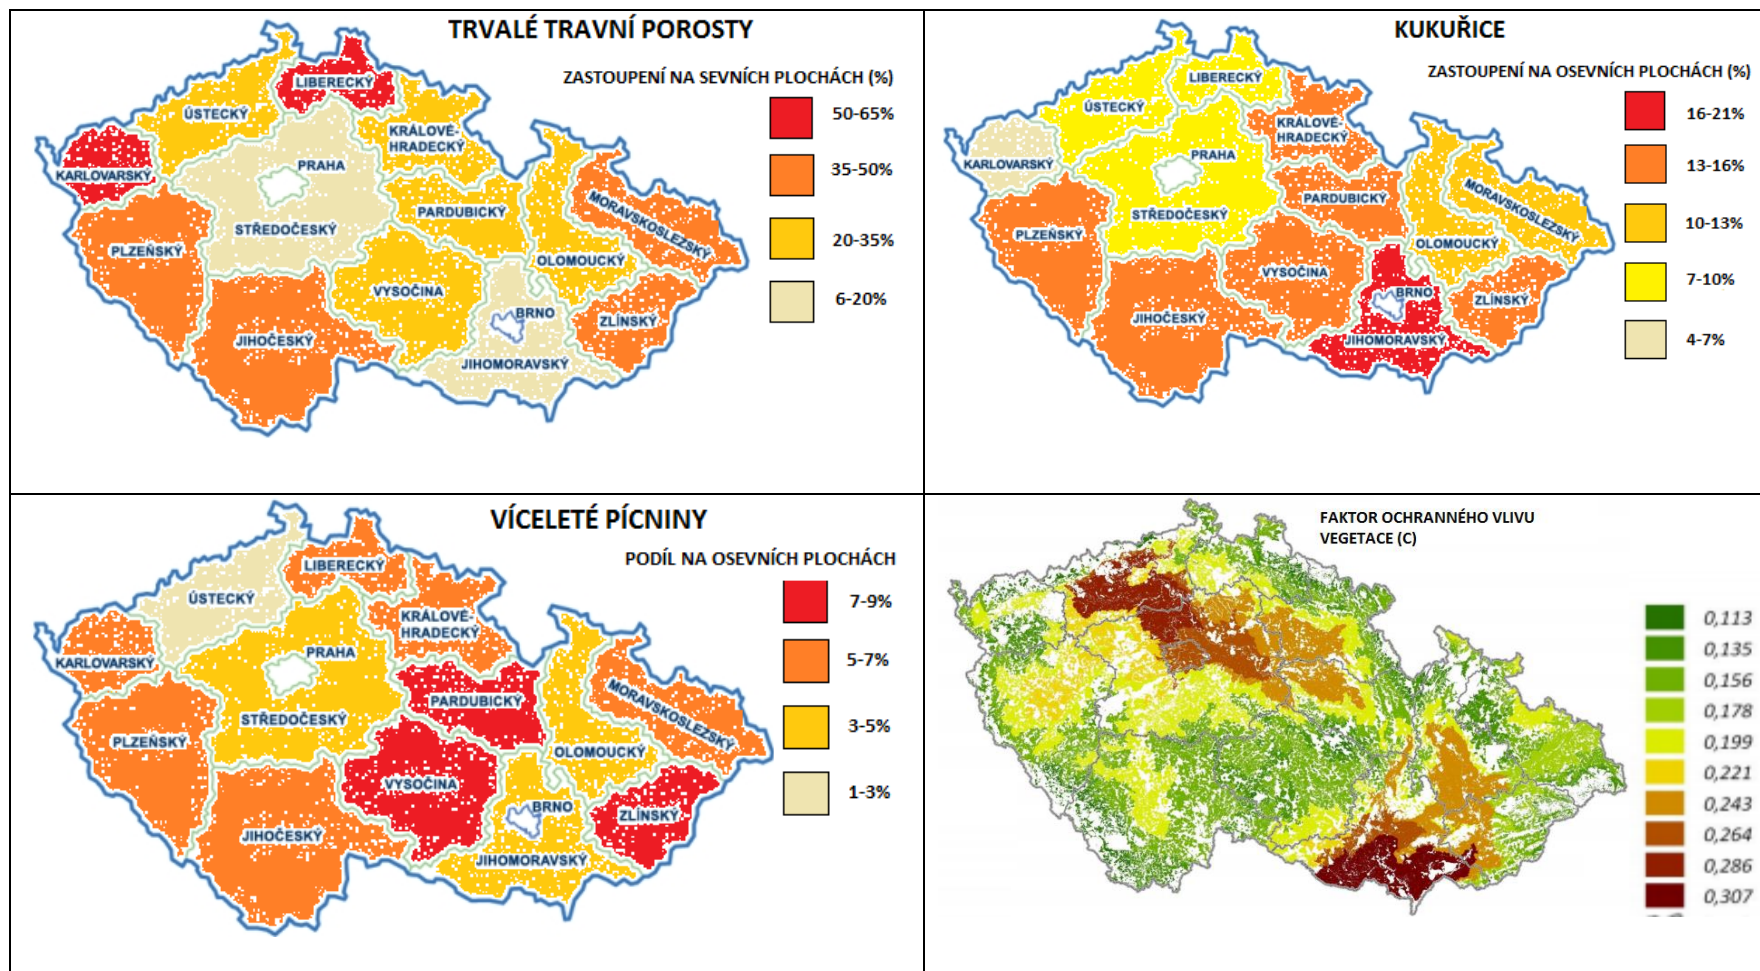 TRVALÉ TRAVNÍ POROSTY
ZASTOUPENÍ NA SEVNÍCH PLOCHÁCH (%)
50-65%
35-50%
20-35%
6-20%
LIBERECKÝ
ÚSTECKÝ
KRÁLOVÉ-
HRADECKÝ
PRAHA
KARLOVARSKÝ
PARDUBICKÝ
STŘEDOČESKÝ
MORAVSKOSLEZSKÝ
PLZEŇSKÝ
OLOMOUCKÝ
VYSOČINA
BRNO
ZLÍNSKÝ
JIHOČESKÝ
JIHOMORAVSKÝ
KUKUŘICE
ZASTOUPENÍ NA OSEVNÍCH PLOCHÁCH (%)
16-21%
13-16%
10-13%
7-10%
4-7%
LIBERECKÝ
ÚSTECKÝ
KRÁLOVÉ-
HRADECKÝ
PRAHA
KARLOVARSKÝ
PARDUBICKÝ
STŘEDOČESKÝ
MORAVSKOSLEZSKÝ
PLZEŇSKÝ
OLOMOUCKÝ
VYSOČINA
BRNO
ZLÍNSKÝ
JIHOČESKÝ
JIHOMORAVSKÝ
VÍCELETÉ PÍCNINY
PODÍL NA OSEVNÍCH PLOCHÁCH
7-9%
5-7%
3-5%
1-3%
LIBERECKÝ
ÚSTECKÝ
KRÁLOVÉ-
HRADECKÝ
PRAHA
KARLOVARSKÝ
PARDUBICKÝ
STŘEDOČESKÝ
MORAVSKOSLEZSKÝ
PLZEŇSKÝ
OLOMOUCKÝ
VYSOČINA
BRNO
ZLÍNSKÝ
JIHOČESKÝ
JIHOMORAVSKÝ
FAKTOR OCHRANNÉHO VLIVU
VEGETACE (C)
0,113
0,135
0,156
0,178
0,199
0,221
0,243
0,264
0,286
0,307